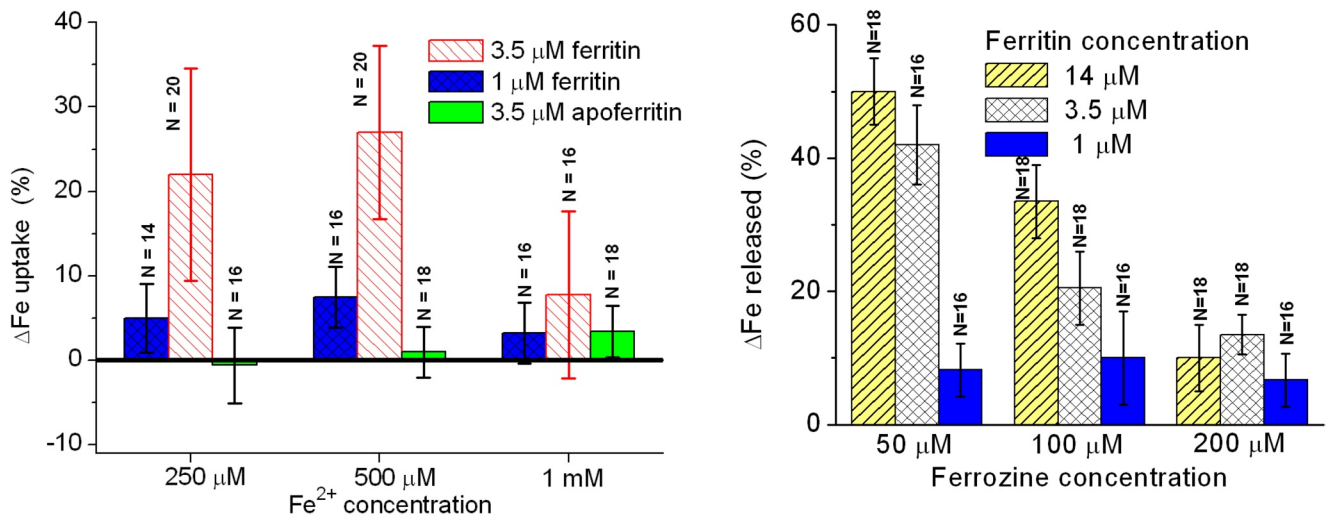 40
30
20
10
0
-10
ΔFe uptake (%)
3.5 μM ferritin
1 μM ferritin
3.5 μM apoferritin
N = 14
N = 20
N = 16
N = 16
N = 20
N = 18
N = 16
N = 16
N = 18
250 μM
500 μM
1 mM
Fe²⁺ concentration
60
40
20
0
ΔFe released (%)
Ferritin concentration
14 μM
3.5 μM
1 μM
N=18
N=16
N=16
N=18
N=18
N=16
N=18
N=18
N=16
50 μM
100 μM
200 μM
Ferrozine concentration